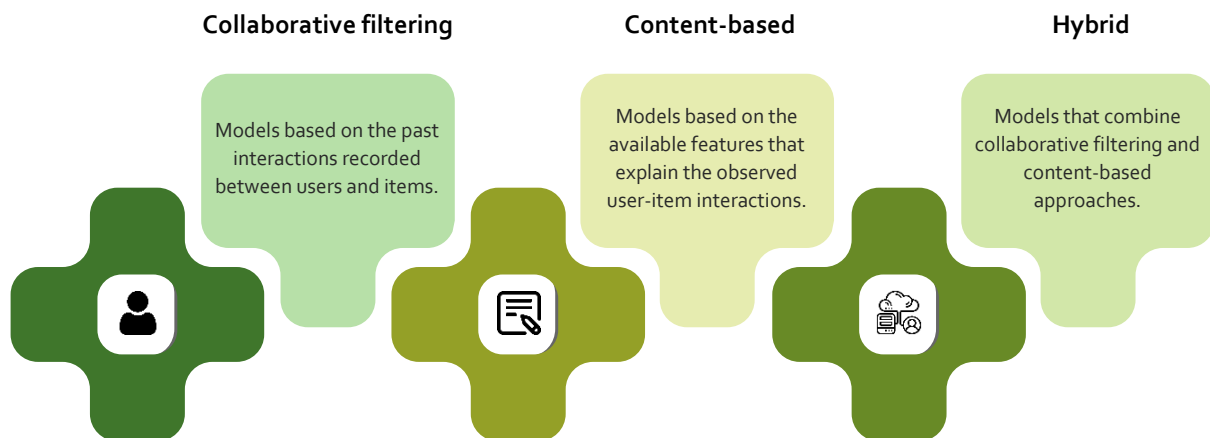 Collaborative filtering
Models based on the past
interactions recorded
between users and items.
Content-based
Models based on the
available features that
explain the observed
user-item interactions.
Hybrid
Models that combine
collaborative filtering and
content-based
approaches.